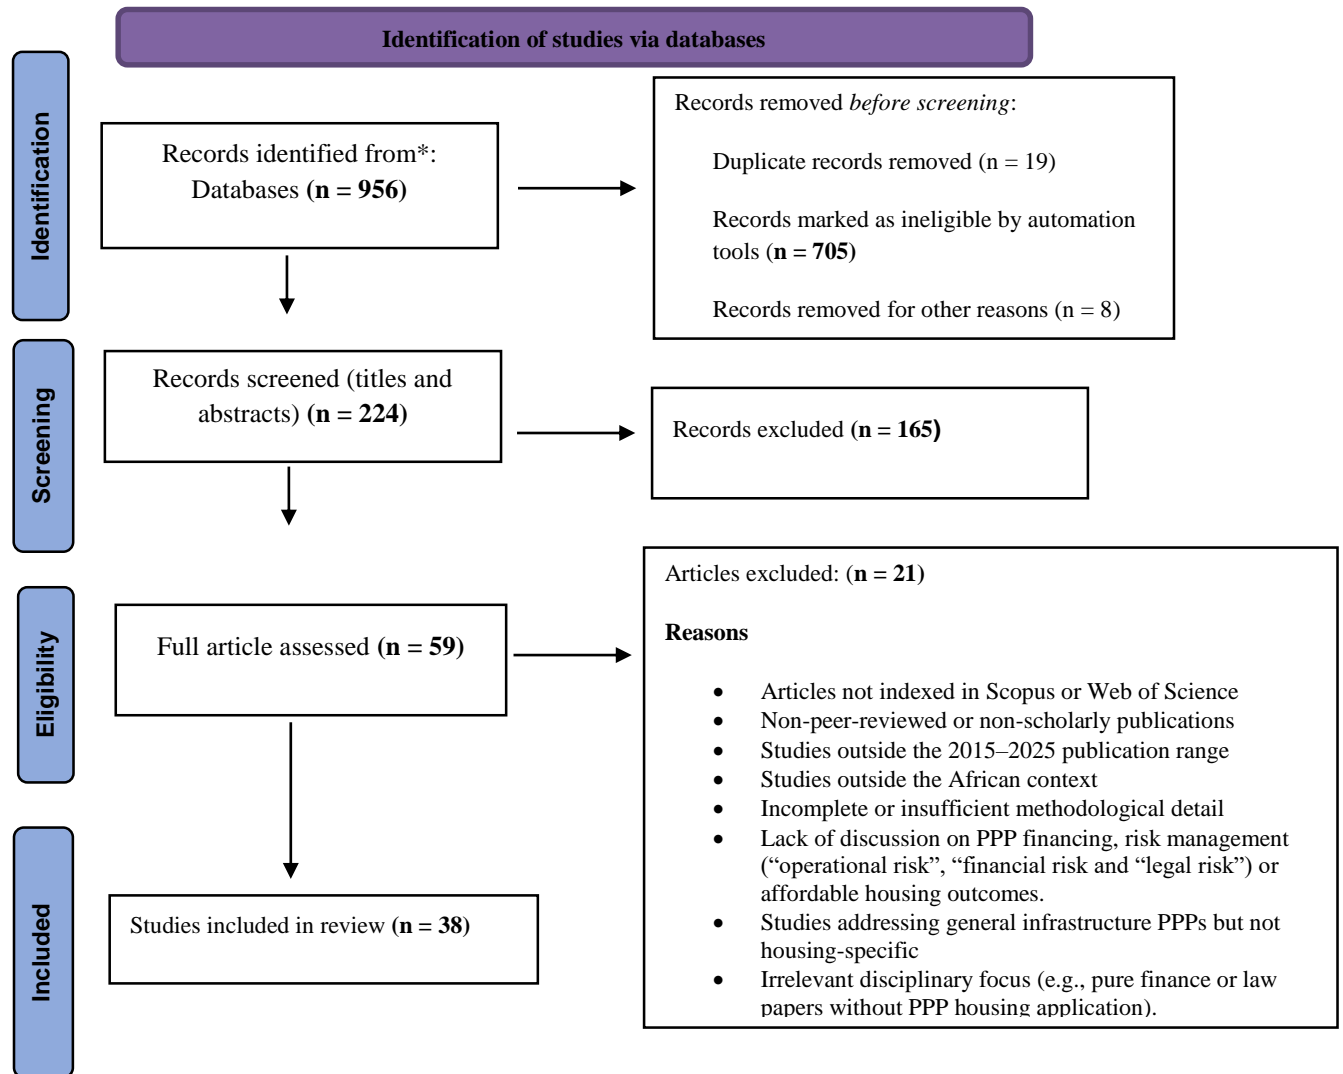 Identification of studies via databases
Identification
Records identified from*:
Databases (n = 956)
Records removed before screening:
Duplicate records removed (n = 19)
Records marked as ineligible by automation
tools (n = 705)
Records removed for other reasons (n = 8)
Screening
Records screened (titles and
abstracts) (n = 224)
Records excluded (n = 165)
Eligibility
Full article assessed (n = 59)
Articles excluded: (n = 21)
Reasons
• Articles not indexed in Scopus or Web of Science
• Non-peer-reviewed or non-scholarly publications
• Studies outside the 2015–2025 publication range
• Studies outside the African context
• Incomplete or insufficient methodological detail
• Lack of discussion on PPP financing, risk management
(“operational risk”, “financial risk and “legal risk”) or
affordable housing outcomes.
• Studies addressing general infrastructure PPPs but not
housing-specific
• Irrelevant disciplinary focus (e.g., pure finance or law
papers without PPP housing application).
Included
Studies included in review (n = 38)